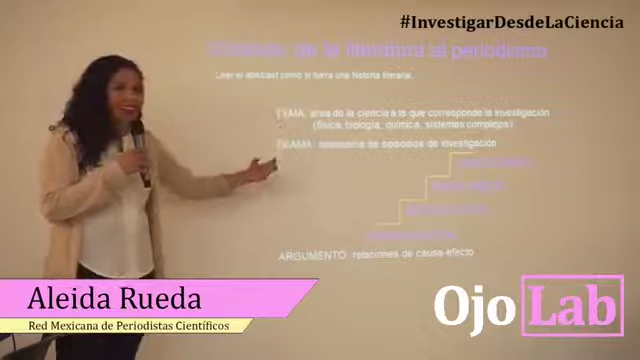 #InvestigarDesdeLaCiencia
de la literatura al periodismo
Leer el abstract como si fuera una historia literaria.
TEMA: área de la ciencia a la que corresponde la investigación
(física, biología, química, sistemas complejos)
TRAMA: secuencia de episodios de investigación
ARGUMENTO: relaciones de causa-efecto
Aleida Rueda
Red Mexicana de Periodistas Científicos
Ojo Lab